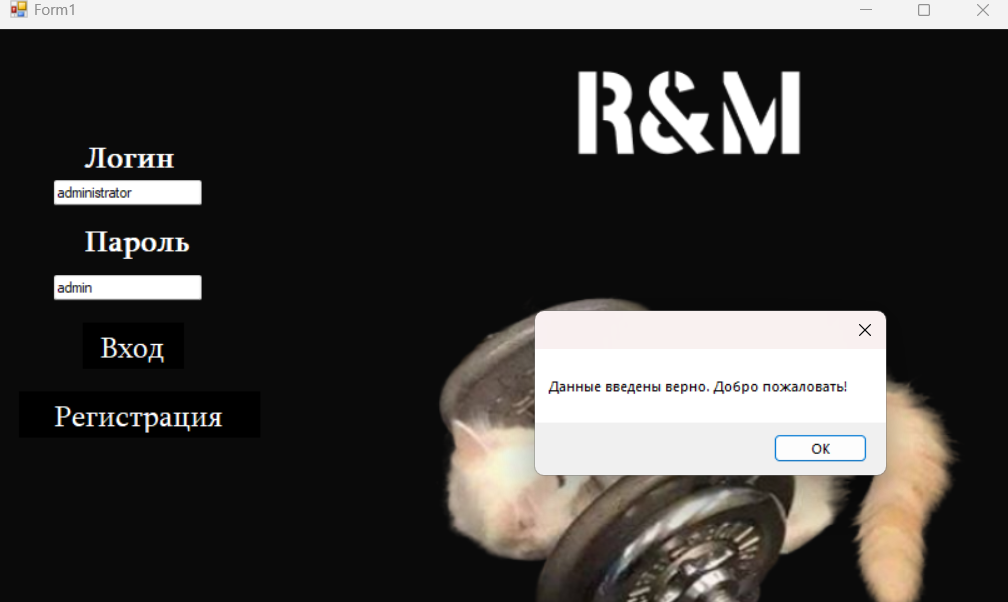 Form1
R&M
Логин
administrator
Пароль
admin
Вход
Регистрация
Данные введены верно. Добро пожаловать!
OK